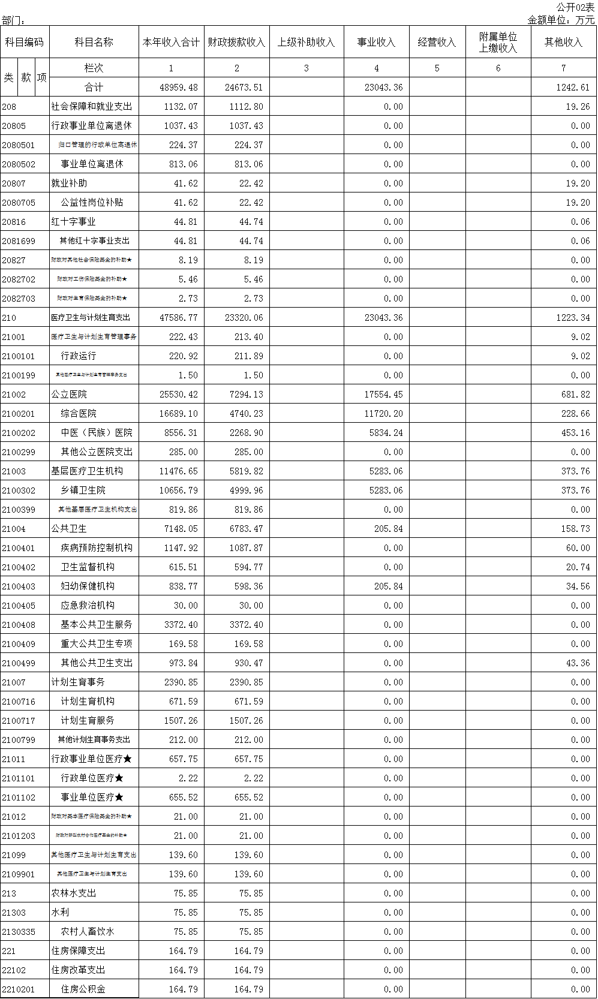 公开02表
部门： 金额单位：万元
科目编码 科目名称 本年收入合计 财政拨款收入 上级补助收入 事业收入 经营收入 附属单位上缴收入 其他收入
类 款 项 栏次 1 2 3 4 5 6 7
合计 48959.48 24673.51 23043.36 1242.61
208 社会保障和就业支出 1132.07 1112.80 0.00 19.26
20805 行政事业单位离退休 1037.43 1037.43 0.00 0.00
2080501 归口管理的行政单位离退休 224.37 224.37 0.00 0.00
2080502 事业单位离退休 813.06 813.06 0.00 0.00
20807 就业补助 41.62 22.42 0.00 19.20
2080705 公益性岗位补贴 41.62 22.42 0.00 19.20
20816 红十字事业 44.81 44.74 0.00 0.06
2081699 其他红十字事业支出 44.81 44.74 0.00 0.06
20827 财政对其他社会保险基金的补助★ 8.19 8.19 0.00 0.00
2082702 财政对工伤保险基金的补助★ 5.46 5.46 0.00 0.00
2082703 财政对生育保险基金的补助★ 2.73 2.73 0.00 0.00
210 医疗卫生与计划生育支出 47586.77 23320.06 23043.36 1223.34
21001 医疗卫生与计划生育管理事务 222.43 213.40 0.00 9.02
2100101 行政运行 220.92 211.89 0.00 9.02
2100199 其他医疗卫生与计划生育管理事务支出 1.50 1.50 0.00 0.00
21002 公立医院 25530.42 7294.13 17554.45 681.82
2100201 综合医院 16689.10 4740.23 11720.20 228.66
2100202 中医（民族）医院 8556.31 2268.90 5834.24 453.16
2100299 其他公立医院支出 285.00 285.00 0.00 0.00
21003 基层医疗卫生机构 11476.65 5819.82 5283.06 373.76
2100302 乡镇卫生院 10656.79 4999.96 5283.06 373.76
2100399 其他基层医疗卫生机构支出 819.86 819.86 0.00 0.00
21004 公共卫生 7148.05 6783.47 205.84 158.73
2100401 疾病预防控制机构 1147.92 1087.87 0.00 60.00
2100402 卫生监督机构 615.51 594.77 0.00 20.74
2100403 妇幼保健机构 838.77 598.36 205.84 34.56
2100405 应急救治机构 30.00 30.00 0.00 0.00
2100408 基本公共卫生服务 3372.40 3372.40 0.00 0.00
2100409 重大公共卫生专项 169.58 169.58 0.00 0.00
2100499 其他公共卫生支出 973.84 930.47 0.00 43.36
21007 计划生育事务 2390.85 2390.85 0.00 0.00
2100716 计划生育机构 671.59 671.59 0.00 0.00
2100717 计划生育服务 1507.26 1507.26 0.00 0.00
2100799 其他计划生育事务支出 212.00 212.00 0.00 0.00
21011 行政事业单位医疗★ 657.75 657.75 0.00 0.00
2101101 行政单位医疗★ 2.22 2.22 0.00 0.00
2101102 事业单位医疗★ 655.52 655.52 0.00 0.00
21012 财政对基本医疗保险基金的补助★ 21.00 21.00 0.00 0.00
2101203 财政对新型农村合作医疗基金的补助★ 21.00 21.00 0.00 0.00
21099 其他医疗卫生与计划生育支出 139.60 139.60 0.00 0.00
2109901 其他医疗卫生与计划生育支出 139.60 139.60 0.00 0.00
213 农林水支出 75.85 75.85 0.00 0.00
21303 水利 75.85 75.85 0.00 0.00
2130335 农村人畜饮水 75.85 75.85 0.00 0.00
221 住房保障支出 164.79 164.79 0.00 0.00
22102 住房改革支出 164.79 164.79 0.00 0.00
2210201 住房公积金 164.79 164.79 0.00 0.00